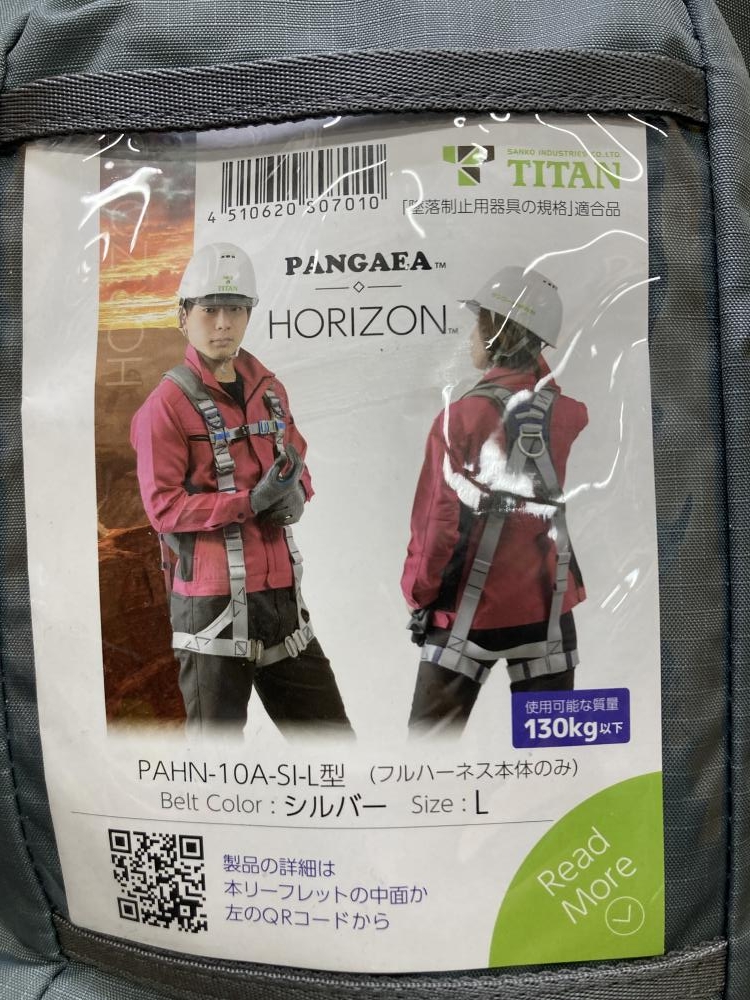 SANKO INDUSTRIES CO.,LTD
TITAN
4 510620 507010
「墜落制止用器具の規格」適合品
PANGAEA™
HORIZON™
TITAN
使用可能な質量
130kg以下
PAHN-10A-SI-L型 (フルハーネス本体のみ)
Belt Color : シルバー Size : L
製品の詳細は
本リーフレットの中面か
左のQRコードから
Read
More